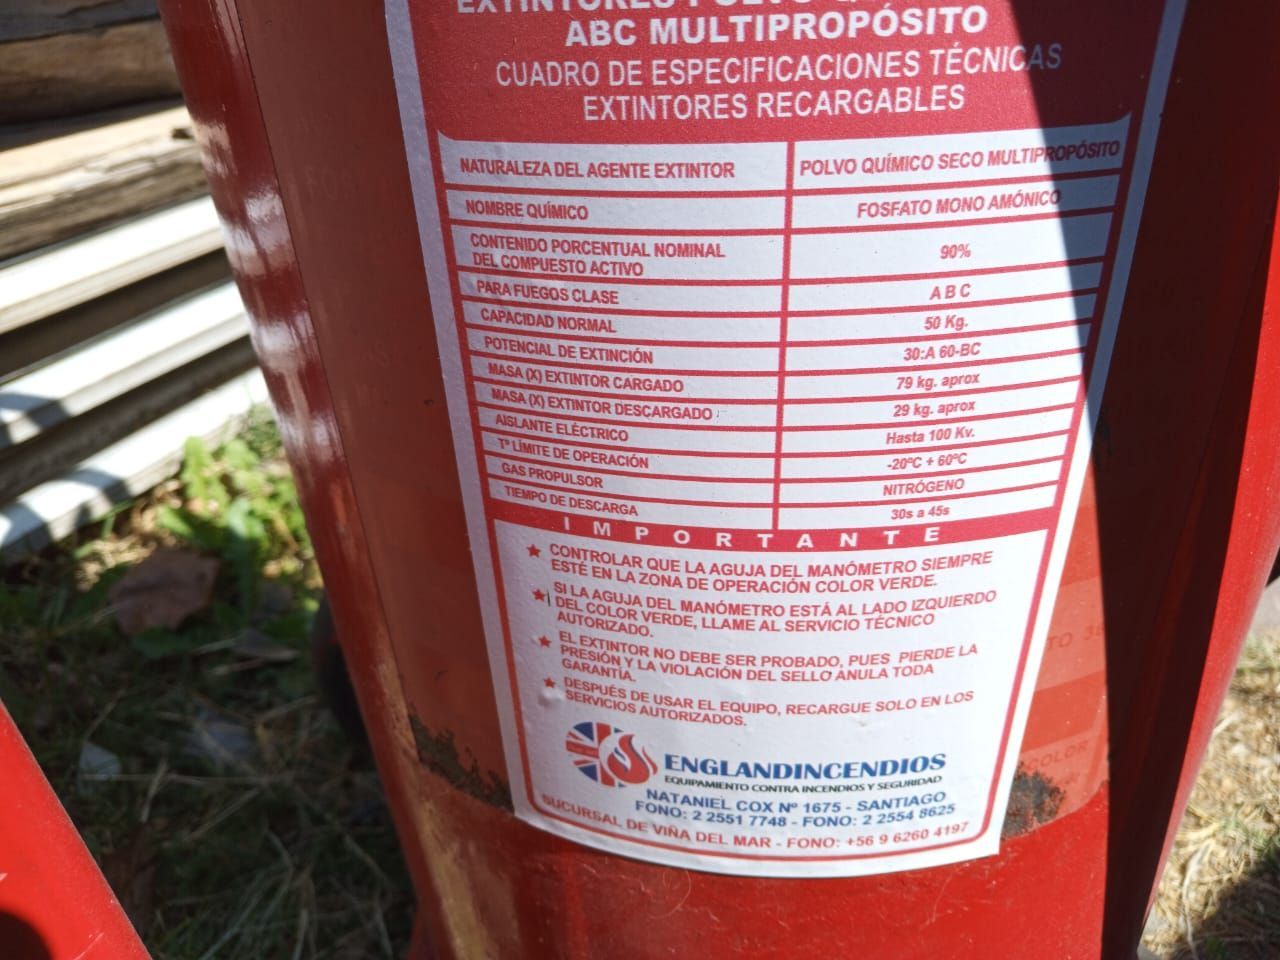 EXTINTORES POLVO
ABC MULTIPROPÓSITO
CUADRO DE ESPECIFICACIONES TÉCNICAS
EXTINTORES RECARGABLES
NATURALEZA DEL AGENTE EXTINTOR POLVO QUÍMICO SECO MULTIPROPÓSITO
NOMBRE QUÍMICO FOSFATO MONO AMÓNICO
CONTENIDO PORCENTUAL NOMINAL
DEL COMPUESTO ACTIVO 90%
PARA FUEGOS CLASE A B C
CAPACIDAD NORMAL 50 Kg.
POTENCIAL DE EXTINCIÓN 30:A 60-BC
MASA (X) EXTINTOR CARGADO 79 kg. aprox
MASA (X) EXTINTOR DESCARGADO 29 kg. aprox
AISLANTE ELÉCTRICO Hasta 100 Kv.
Tº LÍMITE DE OPERACIÓN -20ºC + 60ºC
GAS PROPULSOR NITRÓGENO
TIEMPO DE DESCARGA 30s a 45s
IMPORTANTE
★ CONTROLAR QUE LA AGUJA DEL MANÓMETRO SIEMPRE
ESTÉ EN LA ZONA DE OPERACIÓN COLOR VERDE.
★ SI LA AGUJA DEL MANÓMETRO ESTÁ AL LADO IZQUIERDO
DEL COLOR VERDE, LLAME AL SERVICIO TÉCNICO
AUTORIZADO.
★ EL EXTINTOR NO DEBE SER PROBADO, PUES PIERDE LA
PRESIÓN Y LA VIOLACIÓN DEL SELLO ANULA TODA
GARANTÍA.
★ DESPUÉS DE USAR EL EQUIPO, RECARGUE SOLO EN LOS
SERVICIOS AUTORIZADOS.
ENGLANDINCENDIOS
EQUIPAMIENTO CONTRA INCENDIOS Y SEGURIDAD
NATANIEL COX Nº 1675 - SANTIAGO
FONO: 2 2551 7748 - FONO: 2 2554 8625
SUCURSAL DE VIÑA DEL MAR - FONO: +56 9 6260 4197
COLOR